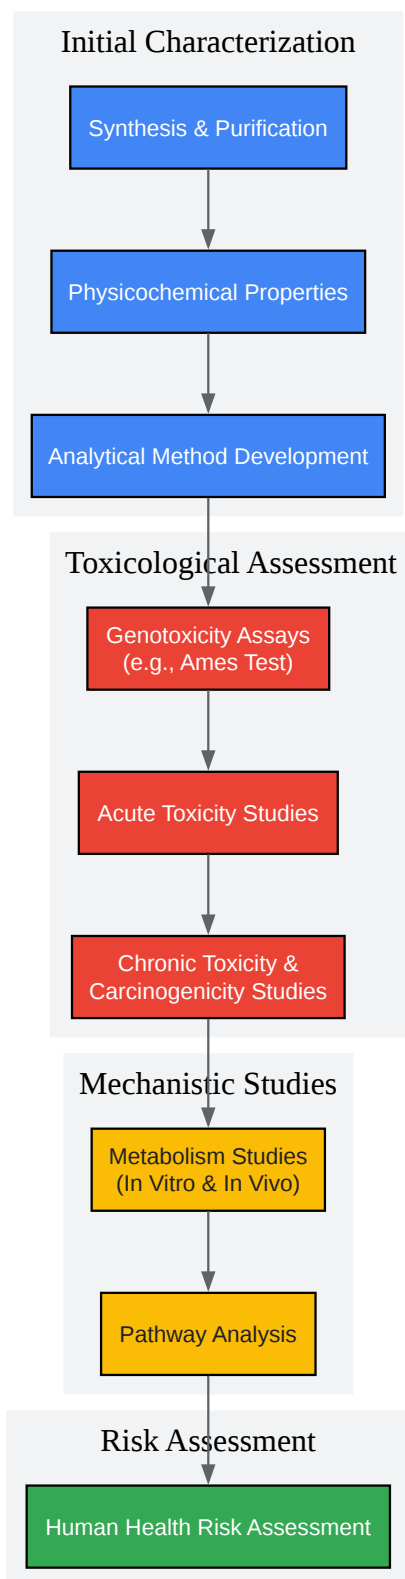 Initial Characterization
Synthesis & Purification
Physicochemical Properties
Analytical Method Development
Toxicological Assessment
Genotoxicity Assays
(e.g., Ames Test)
Acute Toxicity Studies
Chronic Toxicity &
Carcinogenicity Studies
Mechanistic Studies
Metabolism Studies
(In Vitro & In Vivo)
Pathway Analysis
Risk Assessment
Human Health Risk Assessment